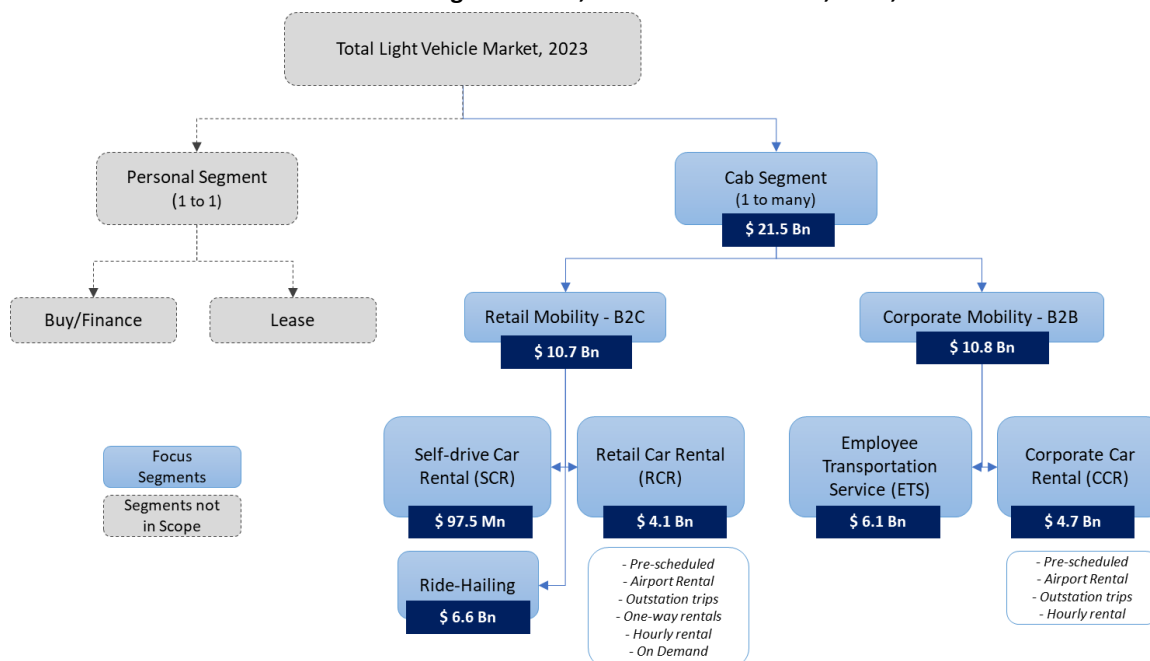 Total Light Vehicle Market, 2023
Personal Segment
(1 to 1)
Cab Segment
(1 to many)
$ 21.5 Bn
Buy/Finance
Lease
Retail Mobility - B2C
$ 10.7 Bn
Corporate Mobility - B2B
$ 10.8 Bn
Focus
Segments
Segments not
in Scope
Self-drive Car
Rental (SCR)
$ 97.5 Mn
Retail Car Rental
(RCR)
$ 4.1 Bn
Employee
Transportation
Service (ETS)
$ 6.1 Bn
Corporate Car
Rental (CCR)
$ 4.7 Bn
Ride-Hailing
$ 6.6 Bn
- Pre-scheduled
- Airport Rental
- Outstation trips
- One-way rentals
- Hourly rental
- On Demand
- Pre-scheduled
- Airport Rental
- Outstation trips
- Hourly rental